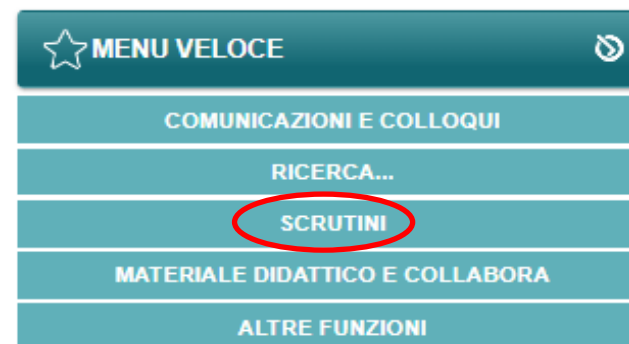 MENU VELOCE
COMUNICAZIONI E COLLOQUI
RICERCA...
SCRUTINI
MATERIALE DIDATTICO E COLLABORA
ALTRE FUNZIONI